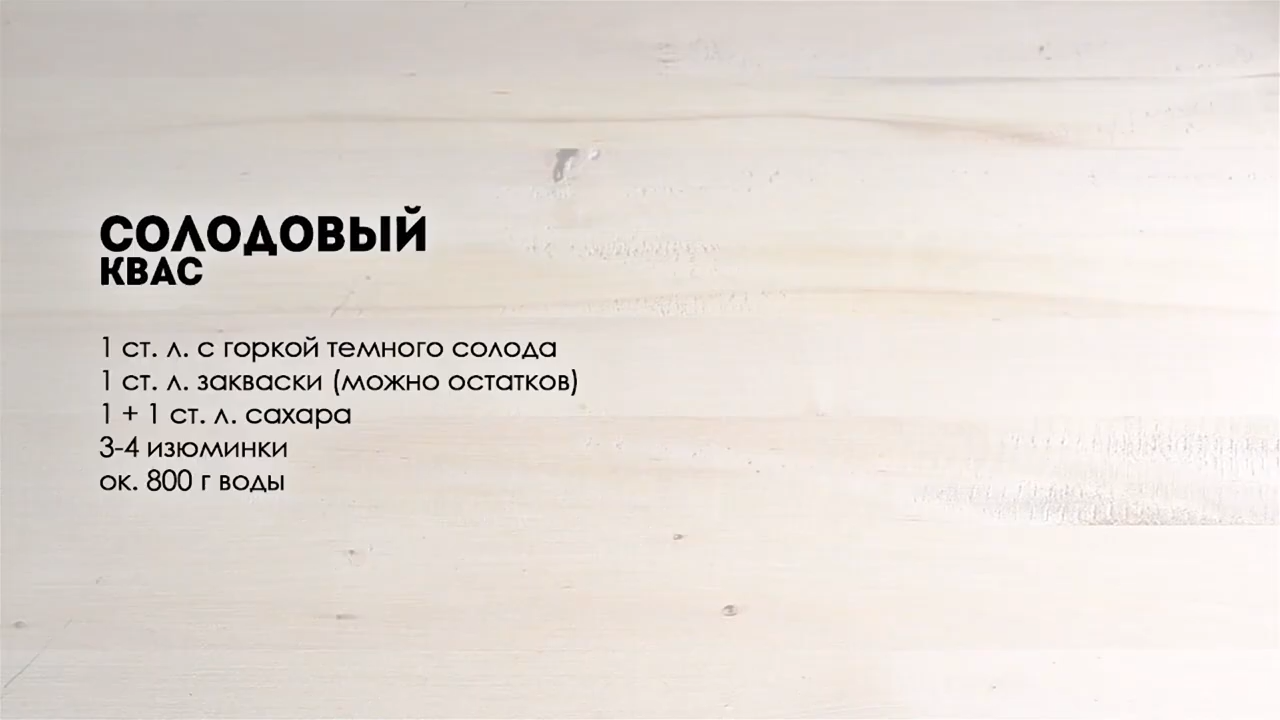 СОЛОДОВЫЙ
КВАС
1 ст. л. с горкой темного солода
1 ст. л. закваски (можно остатков)
1 + 1 ст. л. сахара
3-4 изюминки
ок. 800 г воды